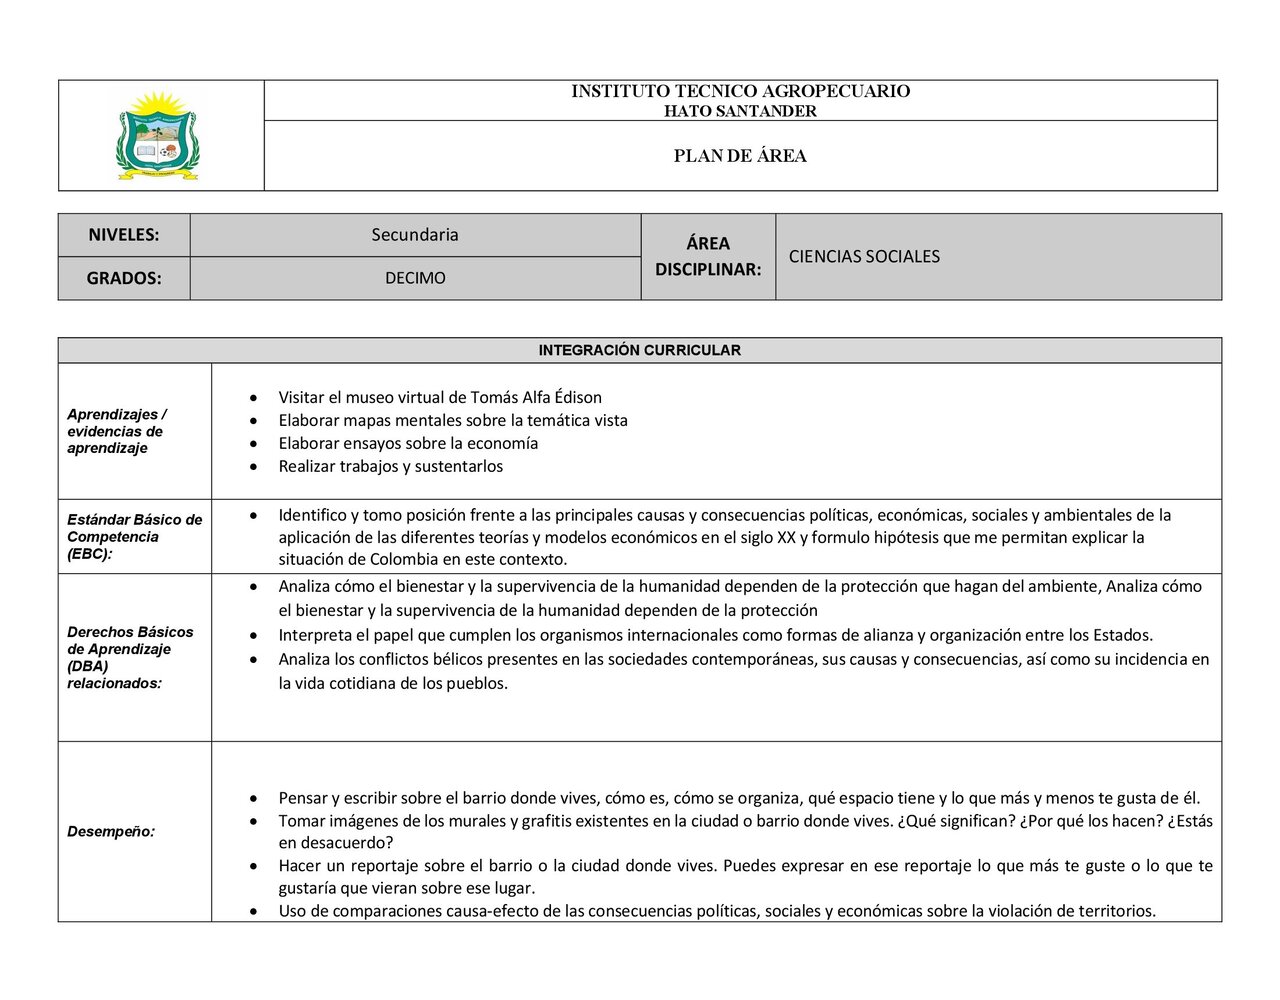 INSTITUTO TECNICO AGROPECUARIO
HATO SANTANDER
PLAN DE ÁREA
NIVELES:
Secundaria
ÁREA
DISCIPLINAR:
CIENCIAS SOCIALES
GRADOS:
DECIMO
INTEGRACIÓN CURRICULAR
Aprendizajes /
evidencias de
aprendizaje
• Visitar el museo virtual de Tomás Alfa Édison
• Elaborar mapas mentales sobre la temática vista
• Elaborar ensayos sobre la economía
• Realizar trabajos y sustentarlos
Estándar Básico de
Competencia
(EBC):
• Identifico y tomo posición frente a las principales causas y consecuencias políticas, económicas, sociales y ambientales de la
aplicación de las diferentes teorías y modelos económicos en el siglo XX y formulo hipótesis que me permitan explicar la
situación de Colombia en este contexto.
Derechos Básicos
de Aprendizaje
(DBA)
relacionados:
• Analiza cómo el bienestar y la supervivencia de la humanidad dependen de la protección que hagan del ambiente, Analiza cómo
el bienestar y la supervivencia de la humanidad dependen de la protección
• Interpreta el papel que cumplen los organismos internacionales como formas de alianza y organización entre los Estados.
• Analiza los conflictos bélicos presentes en las sociedades contemporáneas, sus causas y consecuencias, así como su incidencia en
la vida cotidiana de los pueblos.
Desempeño:
• Pensar y escribir sobre el barrio donde vives, cómo es, cómo se organiza, qué espacio tiene y lo que más y menos te gusta de él.
• Tomar imágenes de los murales y grafitis existentes en la ciudad o barrio donde vives. ¿Qué significan? ¿Por qué los hacen? ¿Estás
en desacuerdo?
• Hacer un reportaje sobre el barrio o la ciudad donde vives. Puedes expresar en ese reportaje lo que más te guste o lo que te
gustaría que vieran sobre ese lugar.
• Uso de comparaciones causa-efecto de las consecuencias políticas, sociales y económicas sobre la violación de territorios.